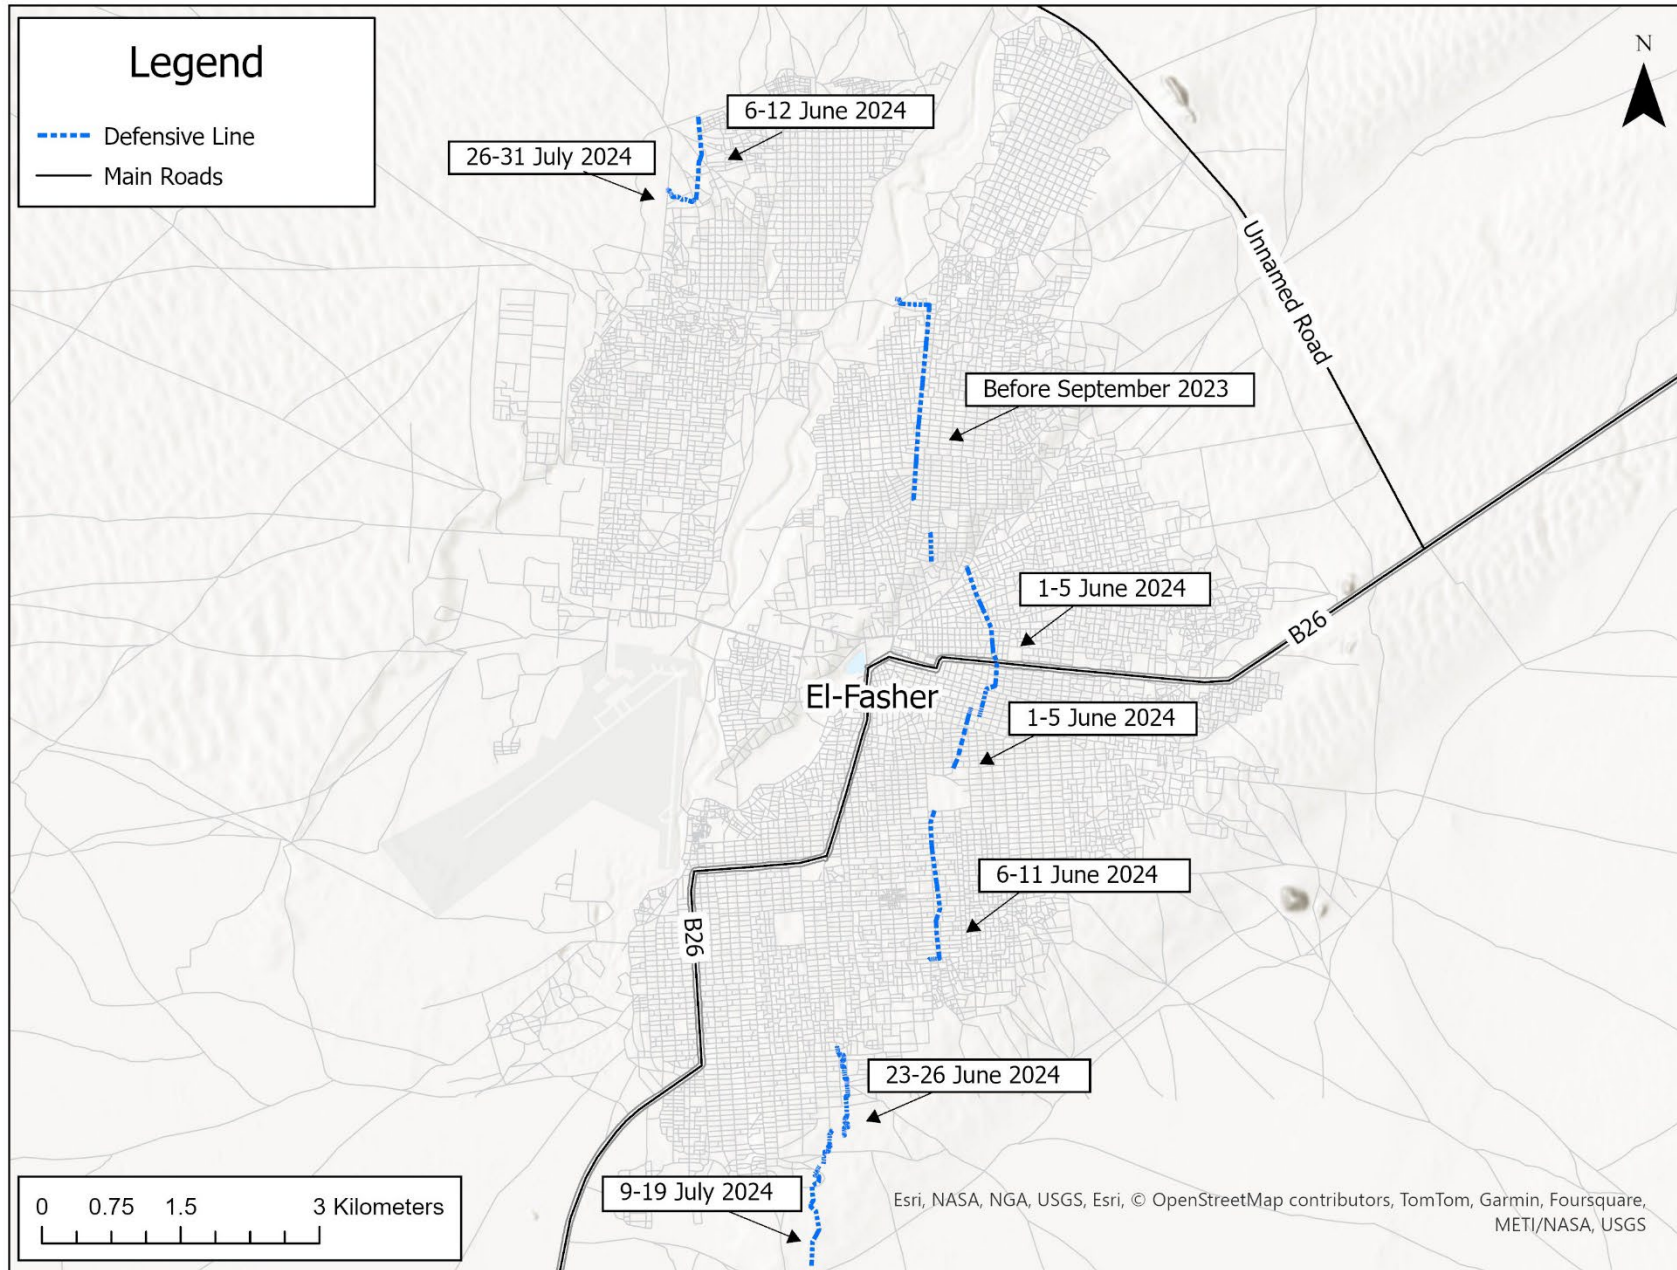 Legend
Defensive Line
Main Roads
N
6-12 June 2024
26-31 July 2024
Unnamed Road
Before September 2023
1-5 June 2024
B26
El-Fasher
1-5 June 2024
6-11 June 2024
B26
23-26 June 2024
9-19 July 2024
0 0.75 1.5 3 Kilometers
Esri, NASA, NGA, USGS, Esri, © OpenStreetMap contributors, TomTom, Garmin, Foursquare,
METI/NASA, USGS